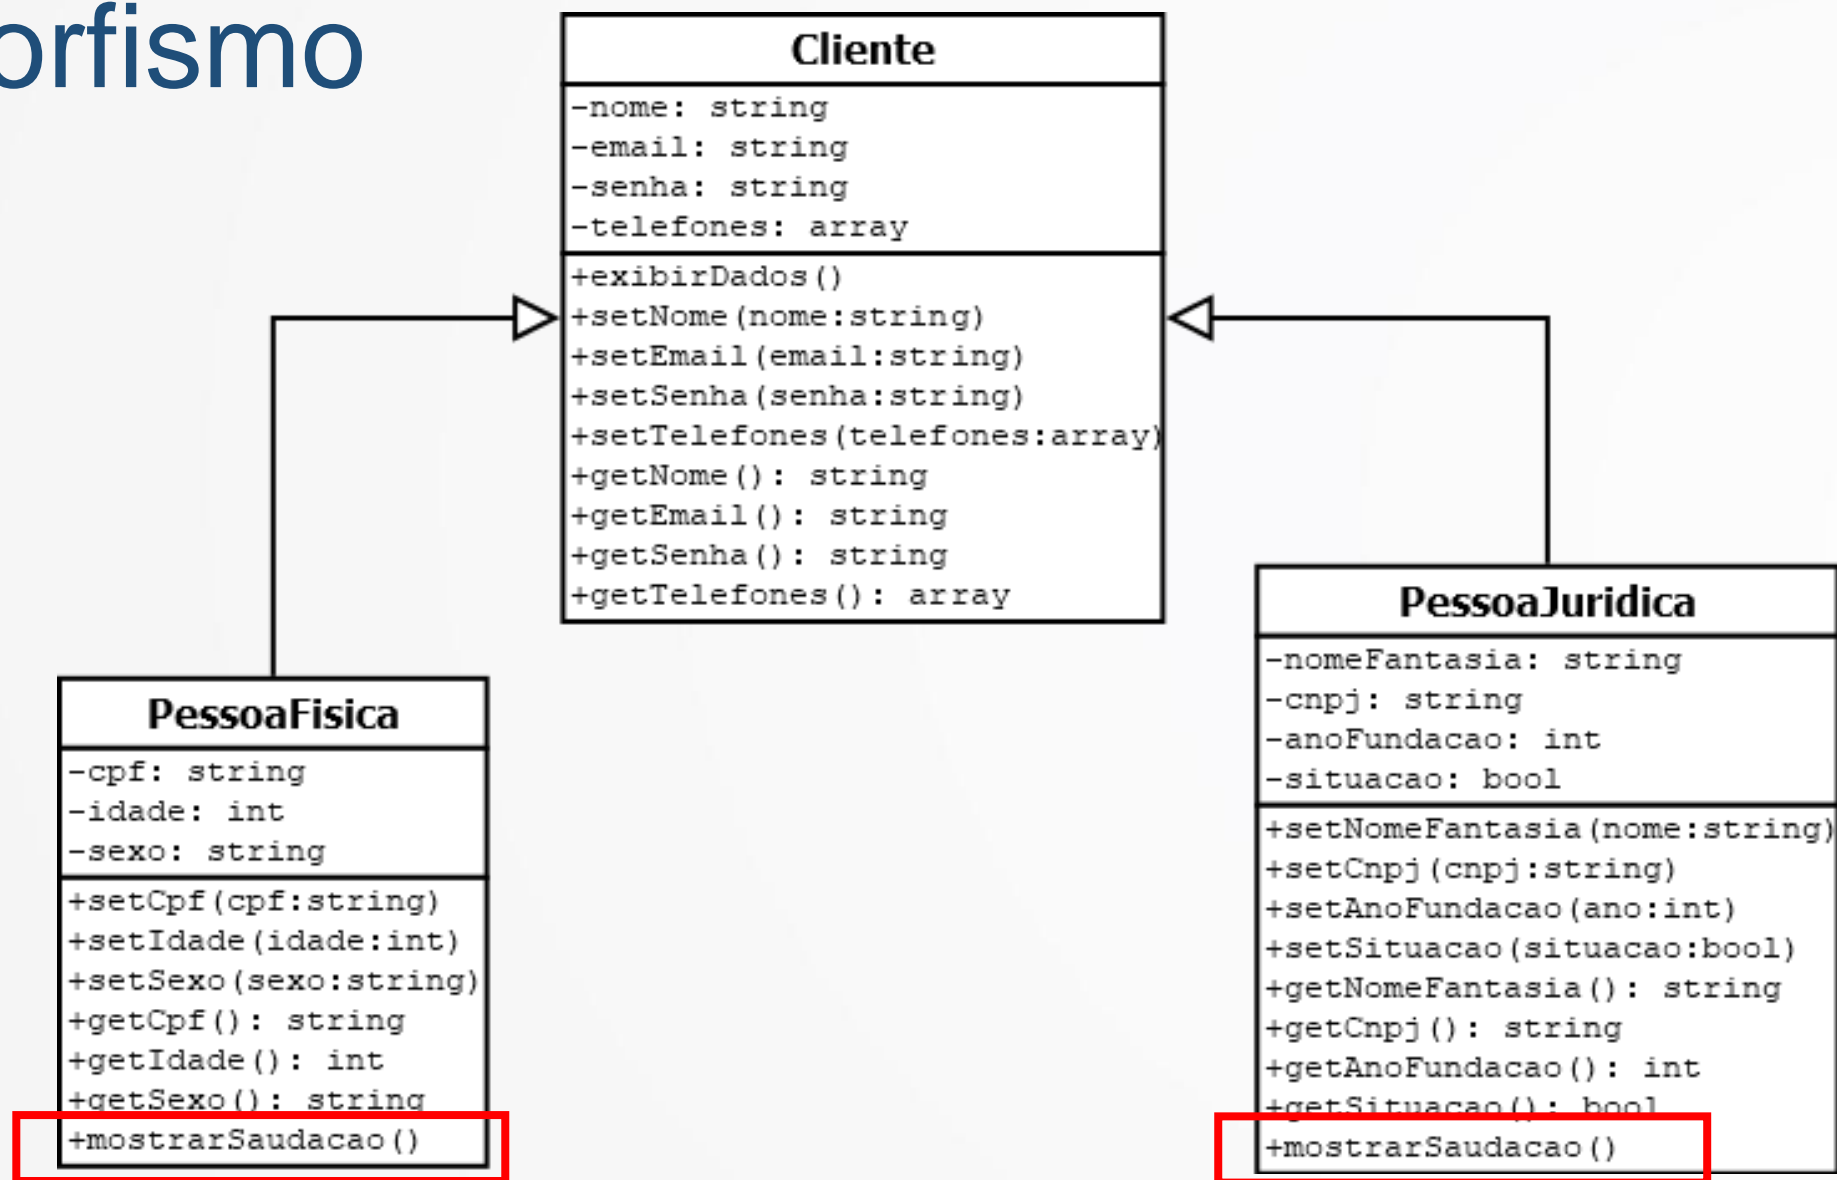 orfismo
Cliente
-nome: string
-email: string
-senha: string
-telefones: array
+exibirDados()
+setNome(nome:string)
+setEmail(email:string)
+setSenha(senha:string)
+setTelefones(telefones:array)
+getNome(): string
+getEmail(): string
+getSenha(): string
+getTelefones(): array
PessoaFisica
-cpf: string
-idade: int
-sexo: string
+setCpf(cpf:string)
+setIdade(idade:int)
+setSexo(sexo:string)
+getCpf(): string
+getIdade(): int
+getSexo(): string
+mostrarSaudacao()
PessoaJuridica
-nomeFantasia: string
-cnpj: string
-anoFundacao: int
-situacao: bool
+setNomeFantasia(nome:string)
+setCnpj(cnpj:string)
+setAnoFundacao(ano:int)
+setSituacao(situacao:bool)
+getNomeFantasia(): string
+getCnpj(): string
+getAnoFundacao(): int
+getSituacao(): bool
+mostrarSaudacao()